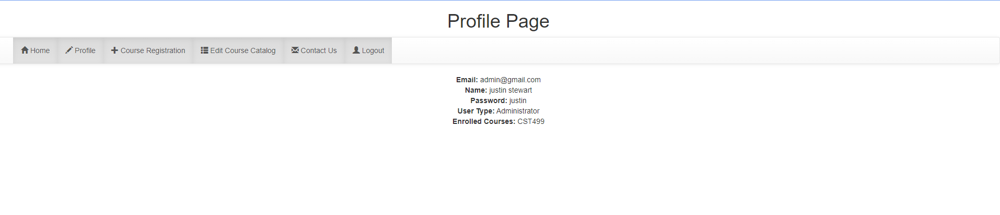 Profile Page
Home Profile Course Registration Edit Course Catalog Contact Us Logout
Email: admin@gmail.com
Name: justin stewart
Password: justin
User Type: Administrator
Enrolled Courses: CST499